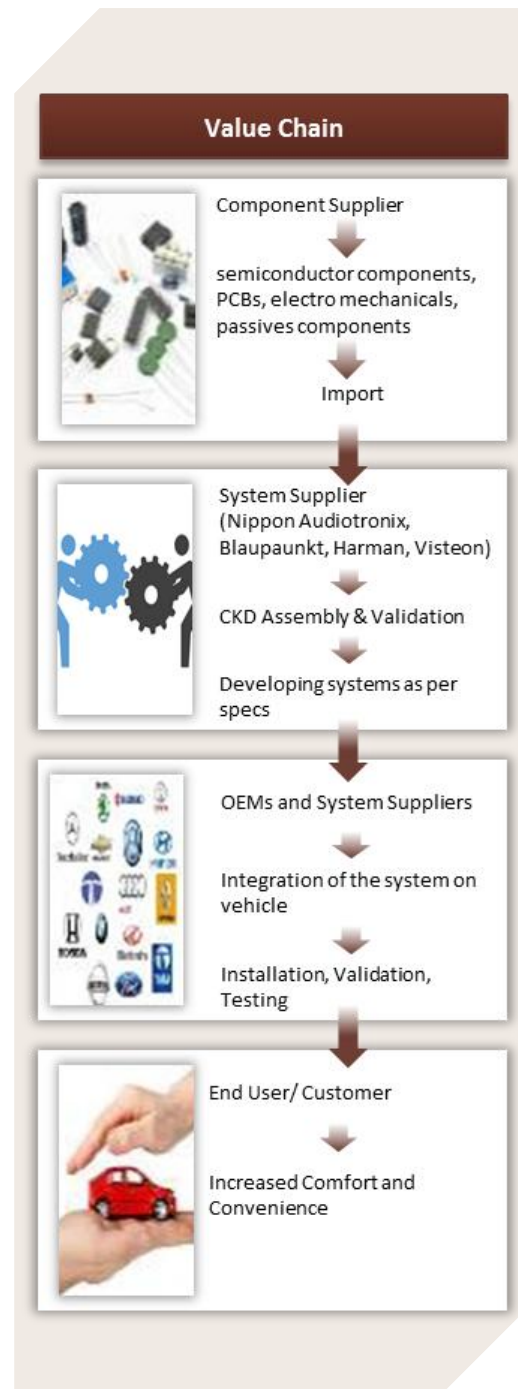 Value Chain
Component Supplier
semiconductor components,
PCBs, electro mechanicals,
passives components
Import
System Supplier
(Nippon Audiotronix,
Blaupaunkt, Harman, Visteon)
CKD Assembly & Validation
Developing systems as per
specs
OEMs and System Suppliers
Integration of the system on
vehicle
Installation, Validation,
Testing
End User/ Customer
Increased Comfort and
Convenience